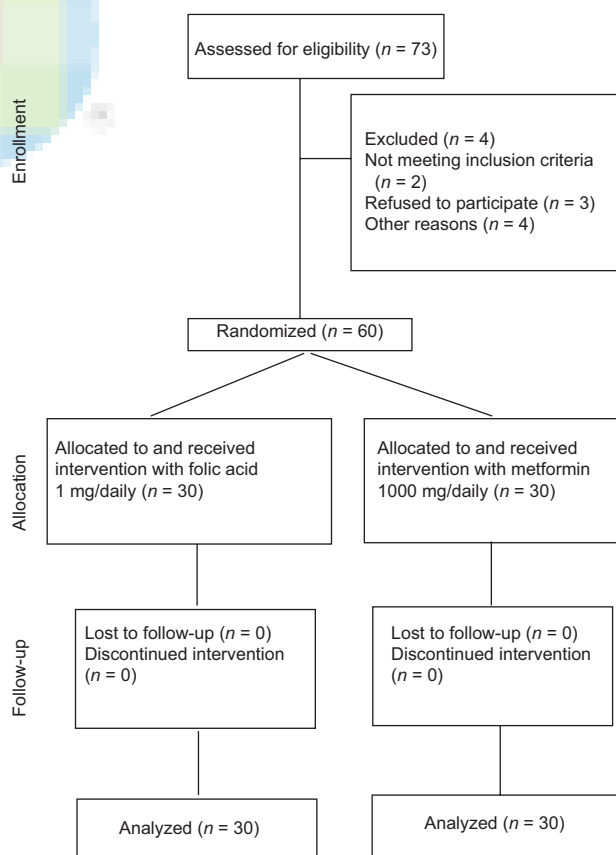 Assessed for eligibility (n = 73)
Enrollment
Excluded (n = 4)
Not meeting inclusion criteria
(n = 2)
Refused to participate (n = 3)
Other reasons (n = 4)
Randomized (n = 60)
Allocation
Allocated to and received
intervention with folic acid
1 mg/daily (n = 30)
Allocated to and received
intervention with metformin
1000 mg/daily (n = 30)
Follow-up
Lost to follow-up (n = 0)
Discontinued intervention
(n = 0)
Lost to follow-up (n = 0)
Discontinued intervention
(n = 0)
Analyzed (n = 30)
Analyzed (n = 30)